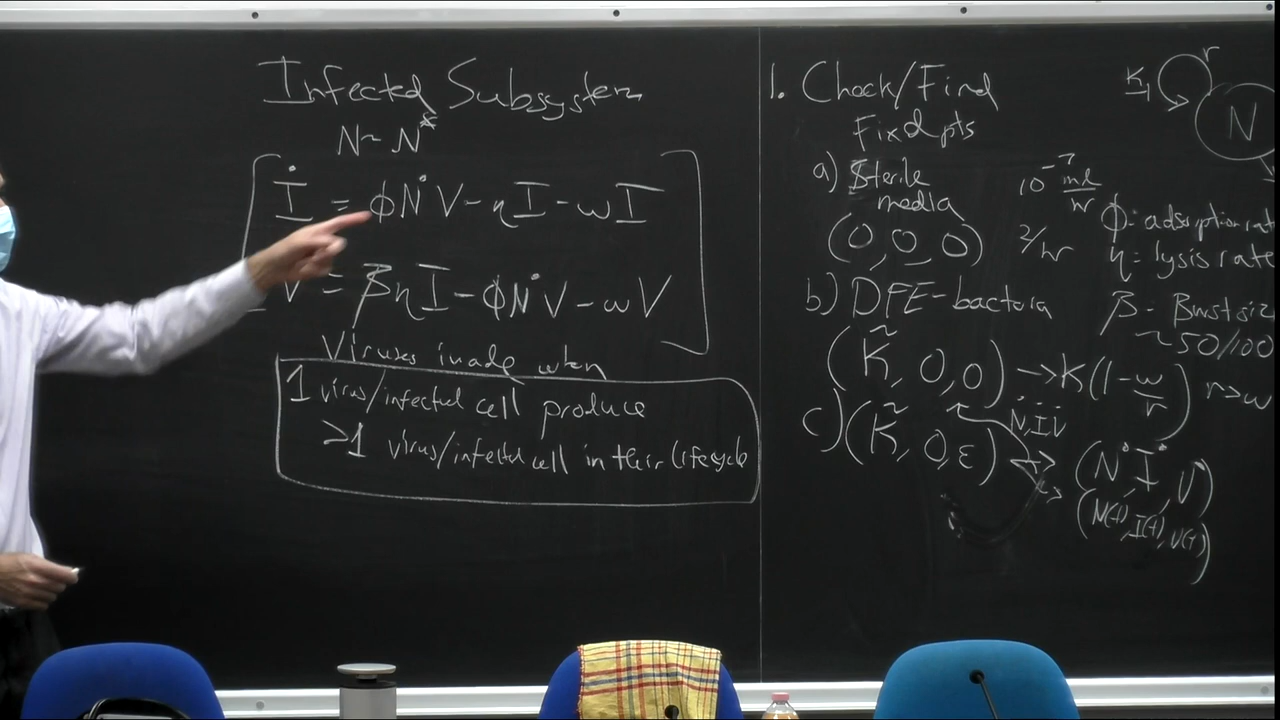 Infected Subsystem
N~N*
İ = ϕN*V - ηI - ωI
V̇ = βηI - ϕN*V - ωV
Viruses invade when
1 virus/infected cell produce
>1 virus/infected cell in their lifecycle
1. Check/Find
Fixed pts
a) Sterile
media
(0, 0, 0)
b) DFE-bacteria
(K̃, 0, 0) → K(1 - ω/r) r>ω
Ṅ, İ, V̇
c) (K̃, 0, ε)
(N*, I*, V*)
(N(t), I(t), V(t))
K, r
N
10⁻⁷ ml/hr
ϕ: adsorption rat
2/hr
η = lysis rate
β - Burst size
~50/100